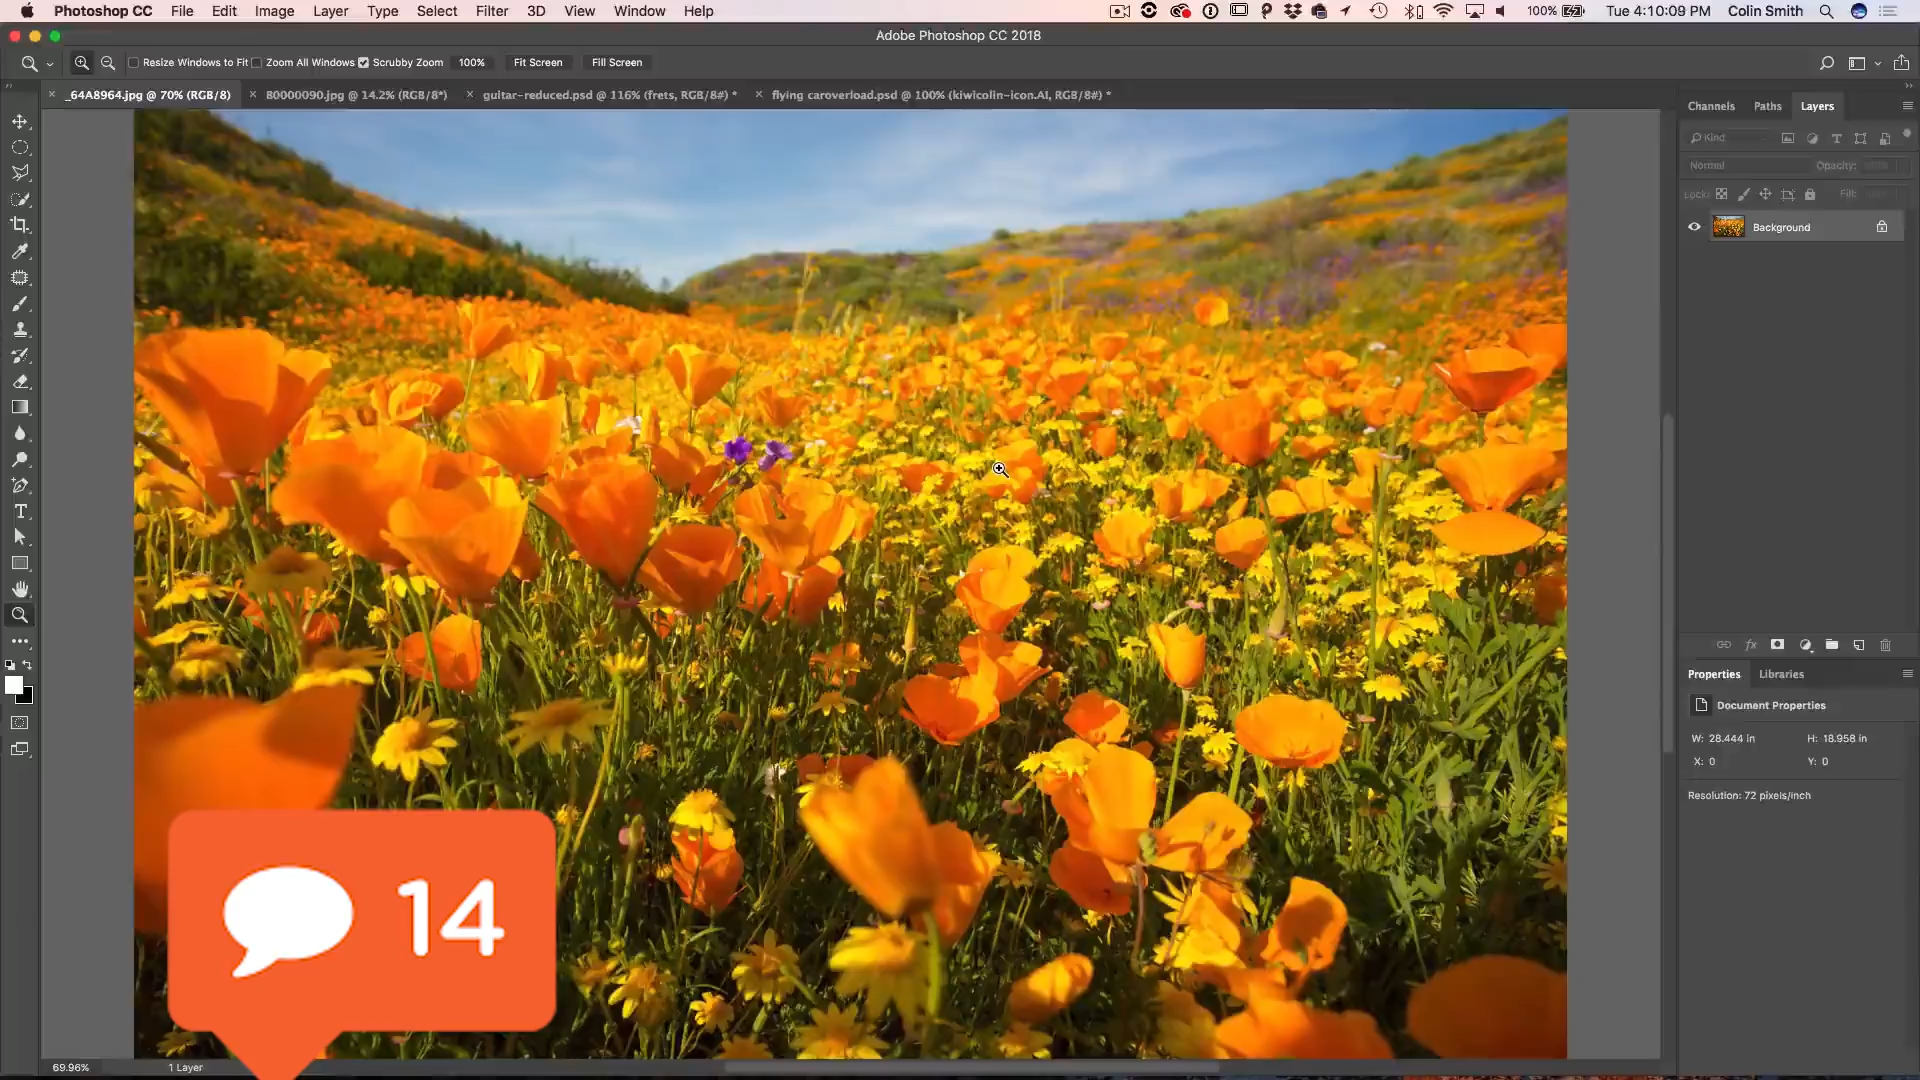 Photoshop CC File Edit Image Layer Type Select Filter 3D View Window Help 100% Tue 4:10:09 PM Colin Smith
Adobe Photoshop CC 2018
Resize Windows to Fit Zoom All Windows Scrubby Zoom 100% Fit Screen Fill Screen
_64A8964.jpg @ 70% (RGB/8) 80000090.jpg @ 14.2% (RGB/8*) guitar-reduced.psd @ 116% (frets, RGB/8#) * flying caroverload.psd @ 100% (kiwicolin-icon.AI, RGB/8#) *
Channels Paths Layers
Kind
Normal Opacity:
Lock: Fill:
Background
Properties Libraries
Document Properties
W: 28.444 in H: 18.958 in
X: 0 Y: 0
Resolution: 72 pixels/inch
14
69.96% 1 Layer